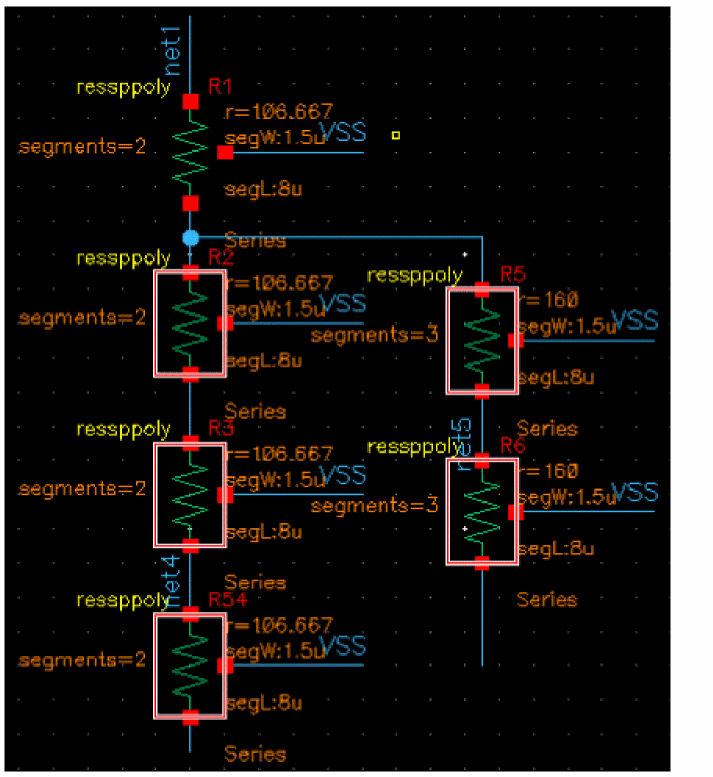 net1
ressppoly R1
r=106.667
segments=2
segW:1.5u VSS
segL:8u
Series
ressppoly R2
r=106.667
segments=2
segW:1.5u VSS
segL:8u
Series
ressppoly R5
r=160
segments=3
segW:1.5u VSS
segL:8u
Series
ressppoly R3
r=106.667
segments=2
segW:1.5u VSS
segL:8u
Series
net5
ressppoly R6
r=160
segments=3
segW:1.5u VSS
segL:8u
Series
net4
ressppoly R54
r=106.667
segments=2
segW:1.5u VSS
segL:8u
Series